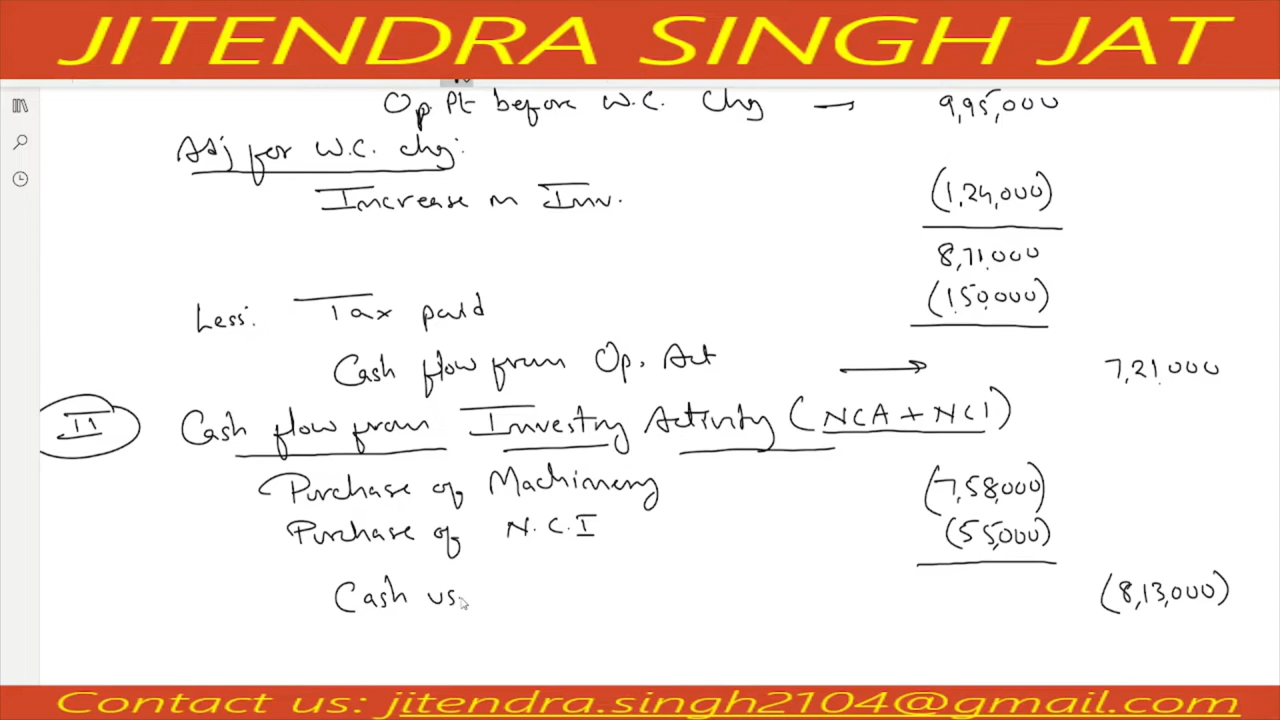 JITENDRA SINGH JAT
Op. Pt before W.C. Chg → 9,95,000
Adj for W.C. chg:
Increase in Inv. (1,24,000)
8,71,000
Less: Tax paid (1,50,000)
Cash flow from Op. Act → 7,21,000
II Cash flow from Investing Activity (NCA + NCI)
Purchase of Machinery (7,58,000)
Purchase of N.C.I (55,000)
Cash us (8,13,000)
Contact us: jitendra.singh2104@gmail.com